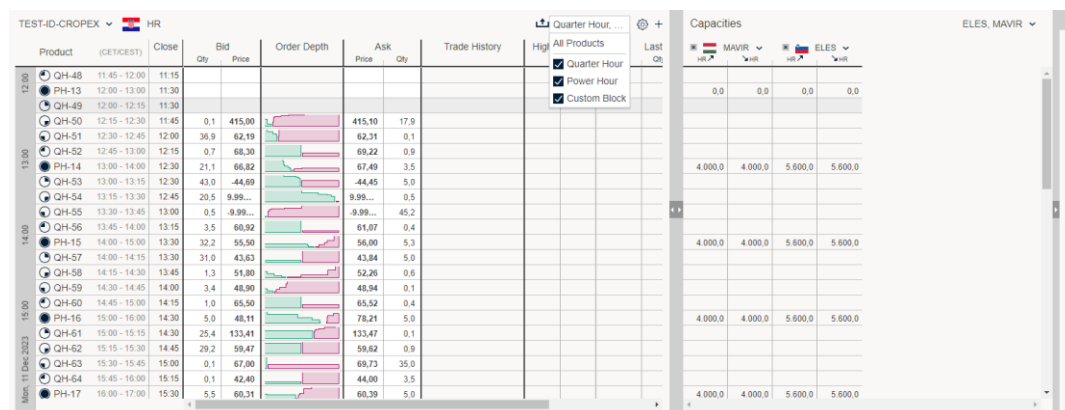 TEST-ID-CROPEX HR Quarter Hour, ... + Capacities ELES, MAVIR
Product (CET/CEST) Close Bid Order Depth Ask Trade History High Last MAVIR ELES
Qty Price Price Qty HR HR HR HR
All Products
Quarter Hour
Power Hour
Custom Block
12:00
13:00
14:00
15:00
Mon, 11 Dec 2023
QH-48 11:45 - 12:00 11:15
PH-13 12:00 - 13:00 11:30 0,0 0,0 0,0 0,0
QH-49 12:00 - 12:15 11:30
QH-50 12:15 - 12:30 11:45 0,1 415,00 415,10 17,9
QH-51 12:30 - 12:45 12:00 36,9 62,19 62,31 0,1
QH-52 12:45 - 13:00 12:15 0,7 68,30 69,22 0,9
PH-14 13:00 - 14:00 12:30 21,1 66,82 67,49 3,5 4.000,0 4.000,0 5.600,0 5.600,0
QH-53 13:00 - 13:15 12:30 43,0 -44,69 -44,45 5,0
QH-54 13:15 - 13:30 12:45 20,5 9.99... 9.99... 0,5
QH-55 13:30 - 13:45 13:00 0,5 -9.99... -9.99... 45,2
QH-56 13:45 - 14:00 13:15 3,5 60,92 61,07 0,4
PH-15 14:00 - 15:00 13:30 32,2 55,50 56,00 5,3 4.000,0 4.000,0 5.600,0 5.600,0
QH-57 14:00 - 14:15 13:30 31,0 43,63 43,84 5,0
QH-58 14:15 - 14:30 13:45 1,3 51,80 52,26 0,6
QH-59 14:30 - 14:45 14:00 3,4 48,90 48,94 0,1
QH-60 14:45 - 15:00 14:15 1,0 65,50 65,52 0,4
PH-16 15:00 - 16:00 14:30 5,0 48,11 78,21 5,0 4.000,0 4.000,0 5.600,0 5.600,0
QH-61 15:00 - 15:15 14:30 25,4 133,41 133,47 0,1
QH-62 15:15 - 15:30 14:45 29,2 59,47 59,62 0,9
QH-63 15:30 - 15:45 15:00 0,1 67,00 69,73 35,0
QH-64 15:45 - 16:00 15:15 0,1 42,40 44,00 3,5
PH-17 16:00 - 17:00 15:30 5,5 60,31 60,39 5,0 4.000,0 4.000,0 5.600,0 5.600,0